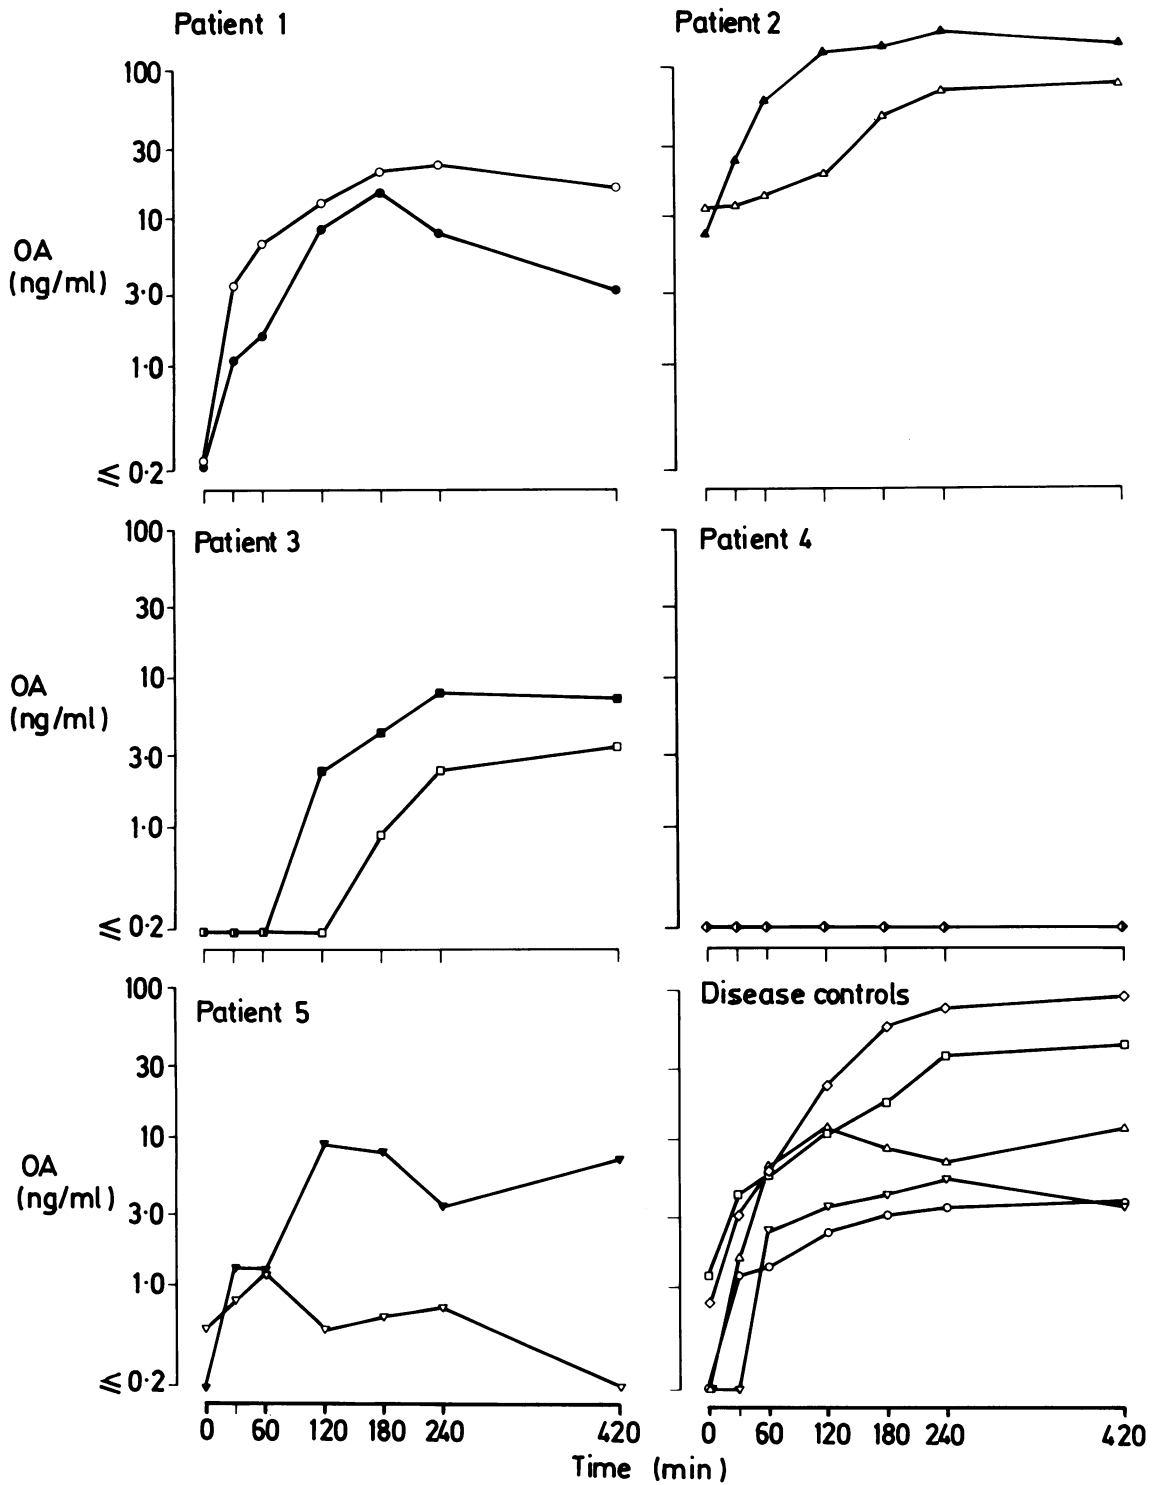 Patient 1
Patient 2
100
30
10
OA
(ng/ml)
3·0
1·0
≤ 0·2
Patient 3
Patient 4
100
30
10
OA
(ng/ml)
3·0
1·0
≤ 0·2
Patient 5
Disease controls
100
30
10
OA
(ng/ml)
3·0
1·0
≤ 0·2
0 60 120 180 240 420
0 60 120 180 240 420
Time (min)